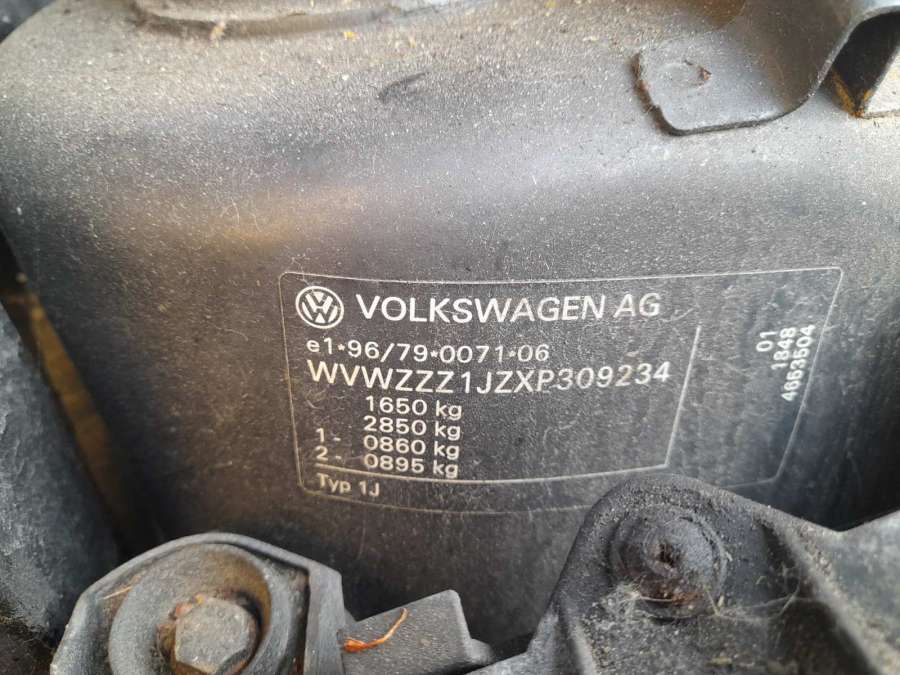 VOLKSWAGEN AG
e1*96/79*0071*06
WVWZZZ1JZXP309234
1650 kg
2850 kg
1- 0860 kg
2- 0895 kg
Typ 1J
01
1848
4663504